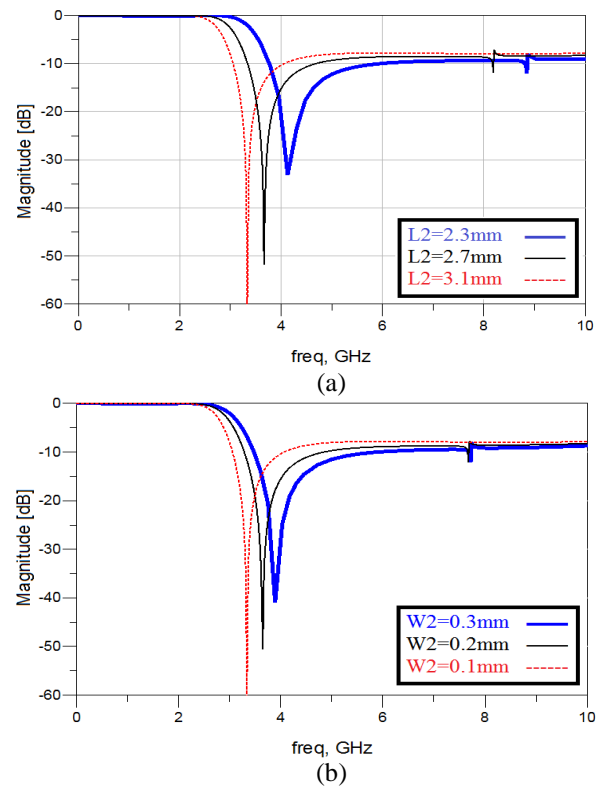 0
-10
-20
-30
-40
-50
-60
Magnitude [dB]
L2=2.3mm
L2=2.7mm
L2=3.1mm
0 2 4 6 8 10
freq, GHz
(a)
0
-10
-20
-30
-40
-50
-60
Magnitude [dB]
W2=0.3mm
W2=0.2mm
W2=0.1mm
0 2 4 6 8 10
freq, GHz
(b)